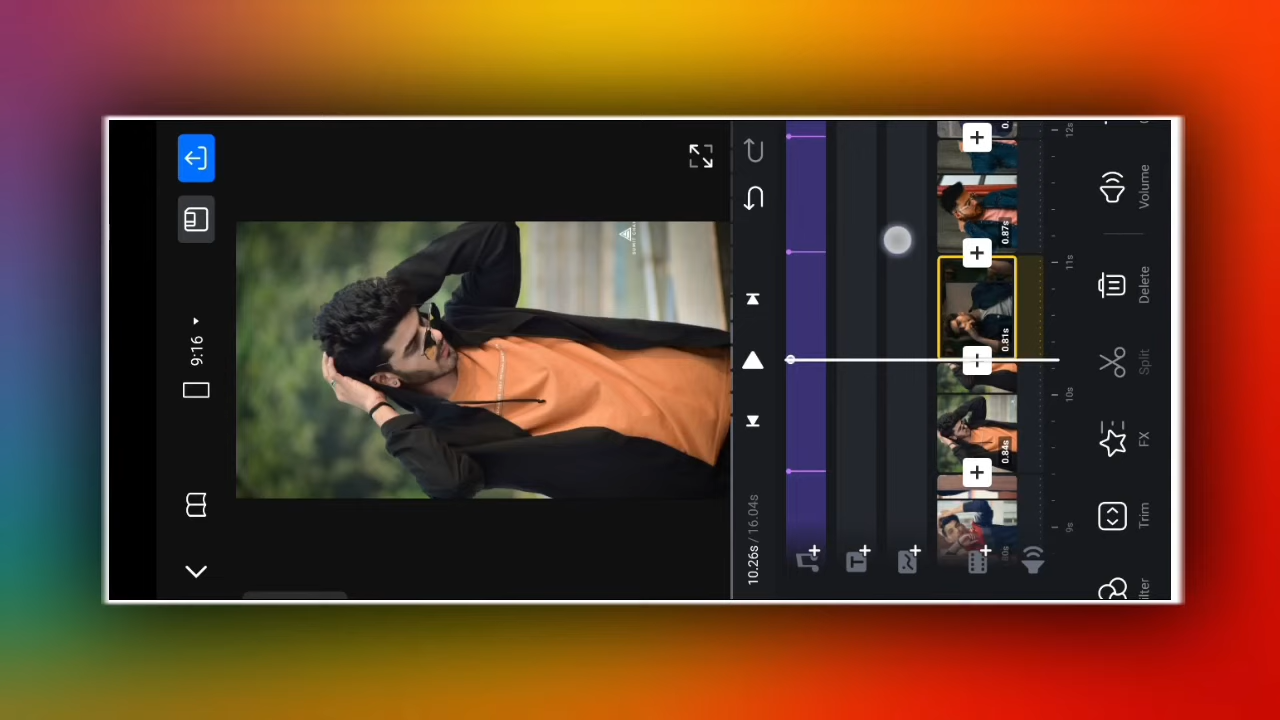 9:16
10.26s / 16.04s
9s
10s
11s
12s
0.84s
0.81s
0.87s
Filter
Trim
FX
Split
Delete
Volume